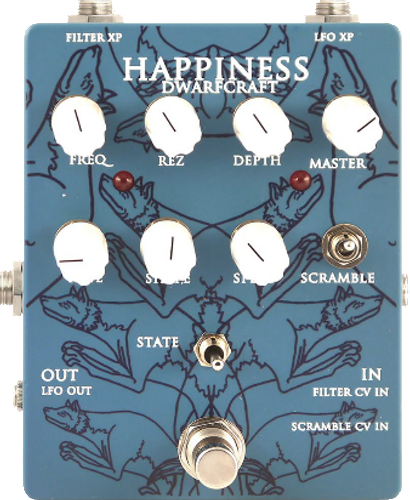 FILTER XP
LFO XP
HAPPINESS
DWARFCRAFT
FREQ
REZ
DEPTH
MASTER
SCRAMBLE
STATE
OUT
LFO OUT
IN
FILTER CV IN
SCRAMBLE CV IN